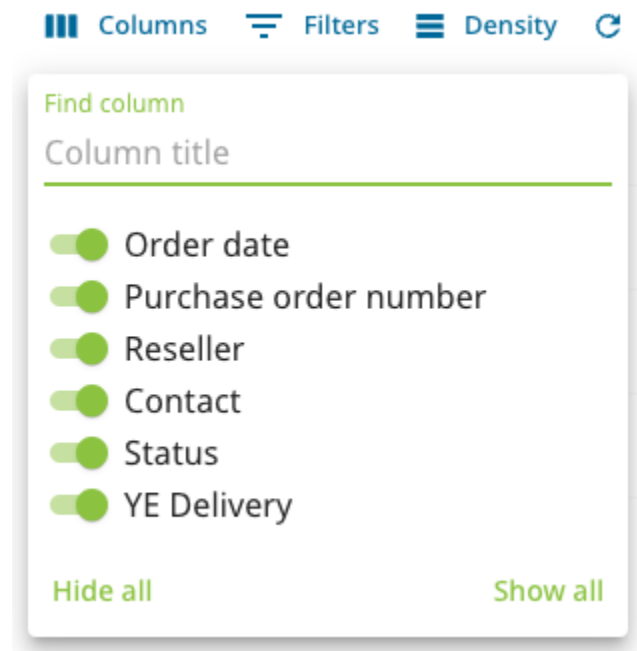 Columns Filters Density
Find column
Column title
Order date
Purchase order number
Reseller
Contact
Status
YE Delivery
Hide all Show all